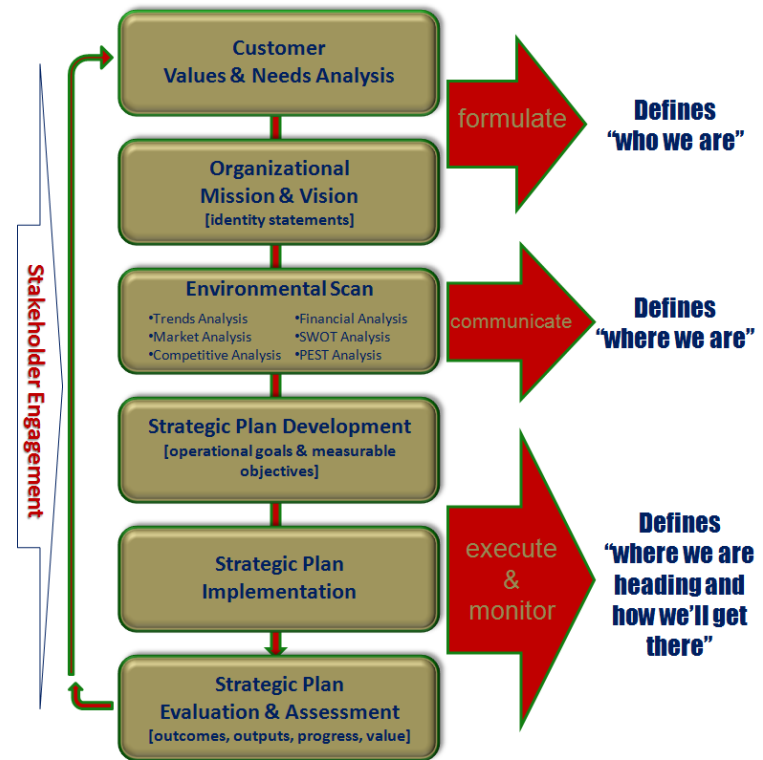 Customer
Values & Needs Analysis
formulate
Defines
“who we are”
Organizational
Mission & Vision
[identity statements]
Environmental Scan
•Trends Analysis
•Market Analysis
•Competitive Analysis
•Financial Analysis
•SWOT Analysis
•PEST Analysis
communicate
Defines
“where we are”
Stakeholder Engagement
Strategic Plan Development
[operational goals & measurable
objectives]
Strategic Plan
Implementation
execute
&
monitor
Defines
“where we are
heading and
how we’ll get
there”
Strategic Plan
Evaluation & Assessment
[outcomes, outputs, progress, value]